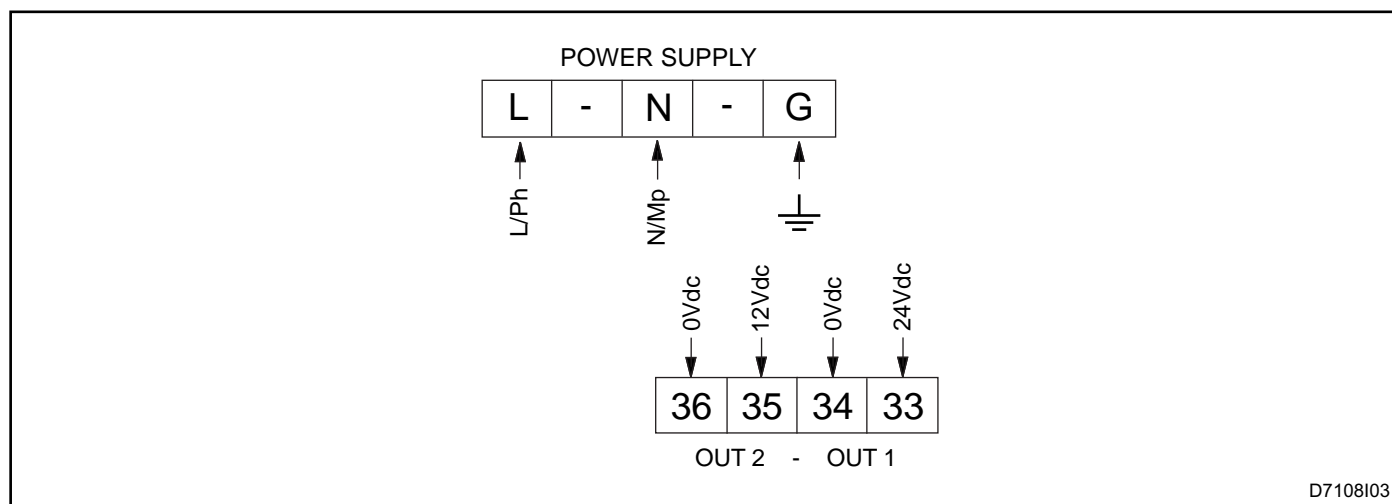 POWER SUPPLY
L - N - G
L/Ph
N/Mp
0Vdc
12Vdc
0Vdc
24Vdc
36 35 34 33
OUT 2 - OUT 1
D7108I03